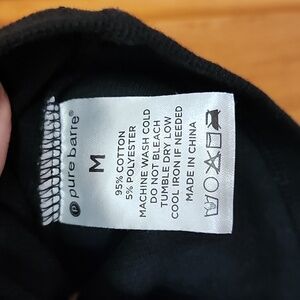 pure barre®
M
95% COTTON
5% POLYESTER
MACHINE WASH COLD
DO NOT BLEACH
TUMBLE DRY LOW
COOL IRON IF NEEDED
MADE IN CHINA